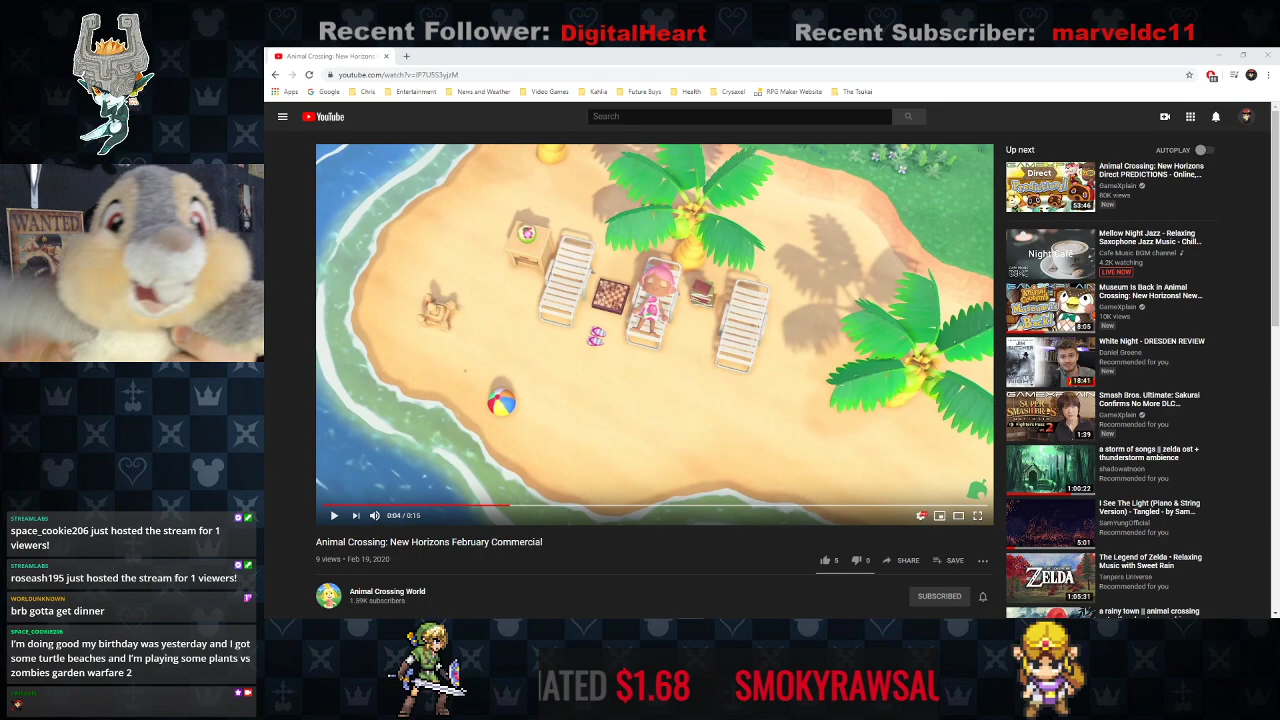 Recent Follower: DigitalHeart
Recent Subscriber: marveldc11
Animal Crossing: New Horizons
youtube.com/watch?v=IP7U5S3yjzM
Apps Google Chris Entertainment News and Weather Video Games Kahlia Future Buys Health Crysaxel RPG Maker Website The Tsukai
YouTube
Search
WANTED
Up next
AUTOPLAY
Direct
Predictions!
53:46
Animal Crossing: New Horizons
Direct PREDICTIONS - Online,...
GameXplain
80K views
New
Night Café
Mellow Night Jazz - Relaxing
Saxophone Jazz Music - Chill...
Cafe Music BGM channel
4.2K watching
LIVE NOW
8:05
Museum Is Back in Animal
Crossing: New Horizons! New...
GameXplain
10K views
New
18:41
White Night - DRESDEN REVIEW
Daniel Greene
Recommended for you
New
SUPER
SMASH BROS.
1:39
Smash Bros. Ultimate: Sakurai
Confirms No More DLC...
GameXplain
Recommended for you
New
1:00:22
a storm of songs || zelda ost +
thunderstorm ambience
shadowatnoon
Recommended for you
5:01
I See The Light (Piano & String
Version) - Tangled - by Sam...
SamYungOfficial
Recommended for you
ZELDA
1:05:31
The Legend of Zelda - Relaxing
Music with Sweet Rain
Tenpers Universe
Recommended for you
a rainy town || animal crossing
0:04 / 0:15
Animal Crossing: New Horizons February Commercial
9 views • Feb 19, 2020
5 0 SHARE SAVE
Animal Crossing World
1.59K subscribers
SUBSCRIBED
STREAMLABS
space_cookie206 just hosted the stream for 1
viewers!
STREAMLABS
roseash195 just hosted the stream for 1 viewers!
WORLDUNKNOWN
brb gotta get dinner
SPACE_COOKIE206
I'm doing good my birthday was yesterday and I got
some turtle beaches and I'm playing some plants vs
zombies garden warfare 2
ATED $1.68 SMOKYRAWSAU